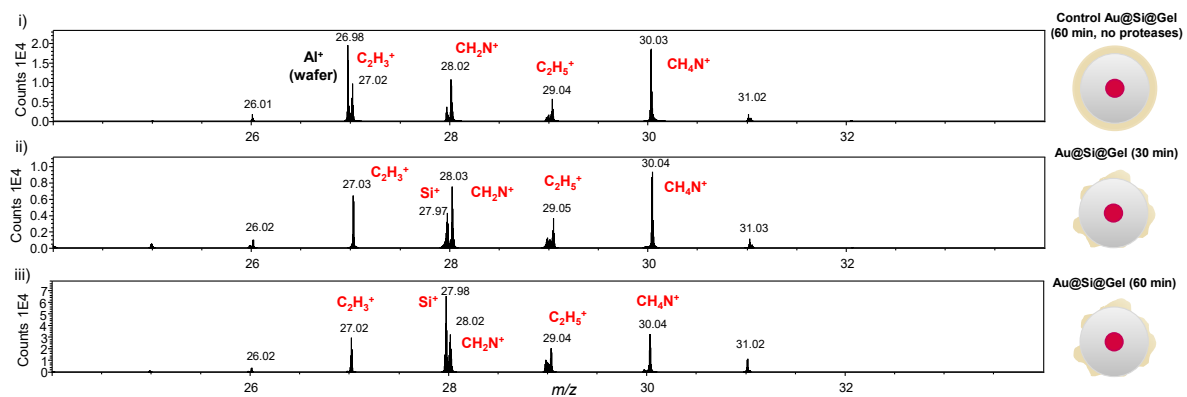 i)
Counts 1E4
2.0
1.5
1.0
0.5
0.0
26.01
Al⁺
(wafer)
26.98
C₂H₃⁺
27.02
CH₂N⁺
28.02
C₂H₅⁺
29.04
30.03
CH₄N⁺
31.02
26 28 30 32
Control Au@Si@Gel
(60 min, no proteases)
ii)
Counts 1E4
1.0
0.8
0.6
0.4
0.2
0.0
26.02
C₂H₃⁺
27.03
Si⁺
27.97
28.03
CH₂N⁺
C₂H₅⁺
29.05
30.04
CH₄N⁺
31.03
26 28 30 32
Au@Si@Gel (30 min)
iii)
Counts 1E4
7
6
5
4
3
2
1
0
26.02
C₂H₃⁺
27.02
Si⁺
27.98
28.02
CH₂N⁺
C₂H₅⁺
29.04
CH₄N⁺
30.04
31.02
26 28 30 32
m/z
Au@Si@Gel (60 min)